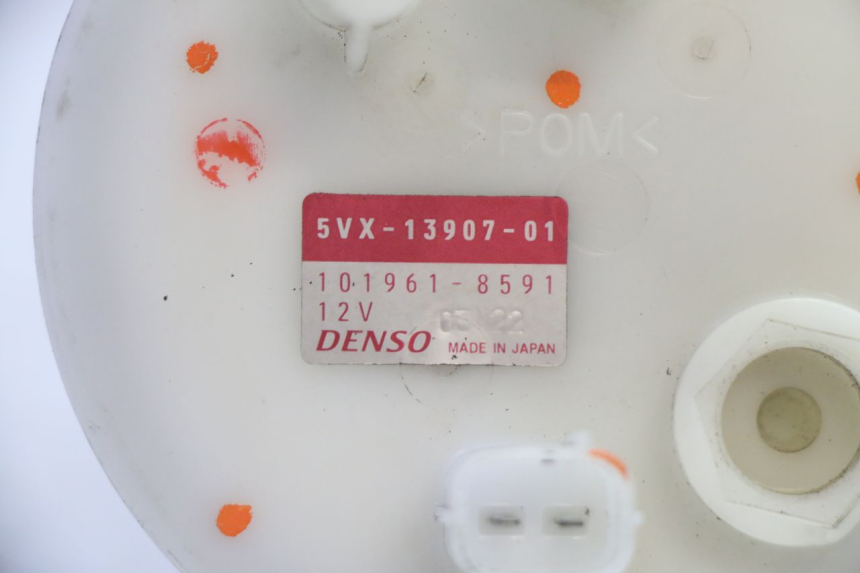 >POM<
5VX-13907-01
101961-8591
12V
DENSO MADE IN JAPAN